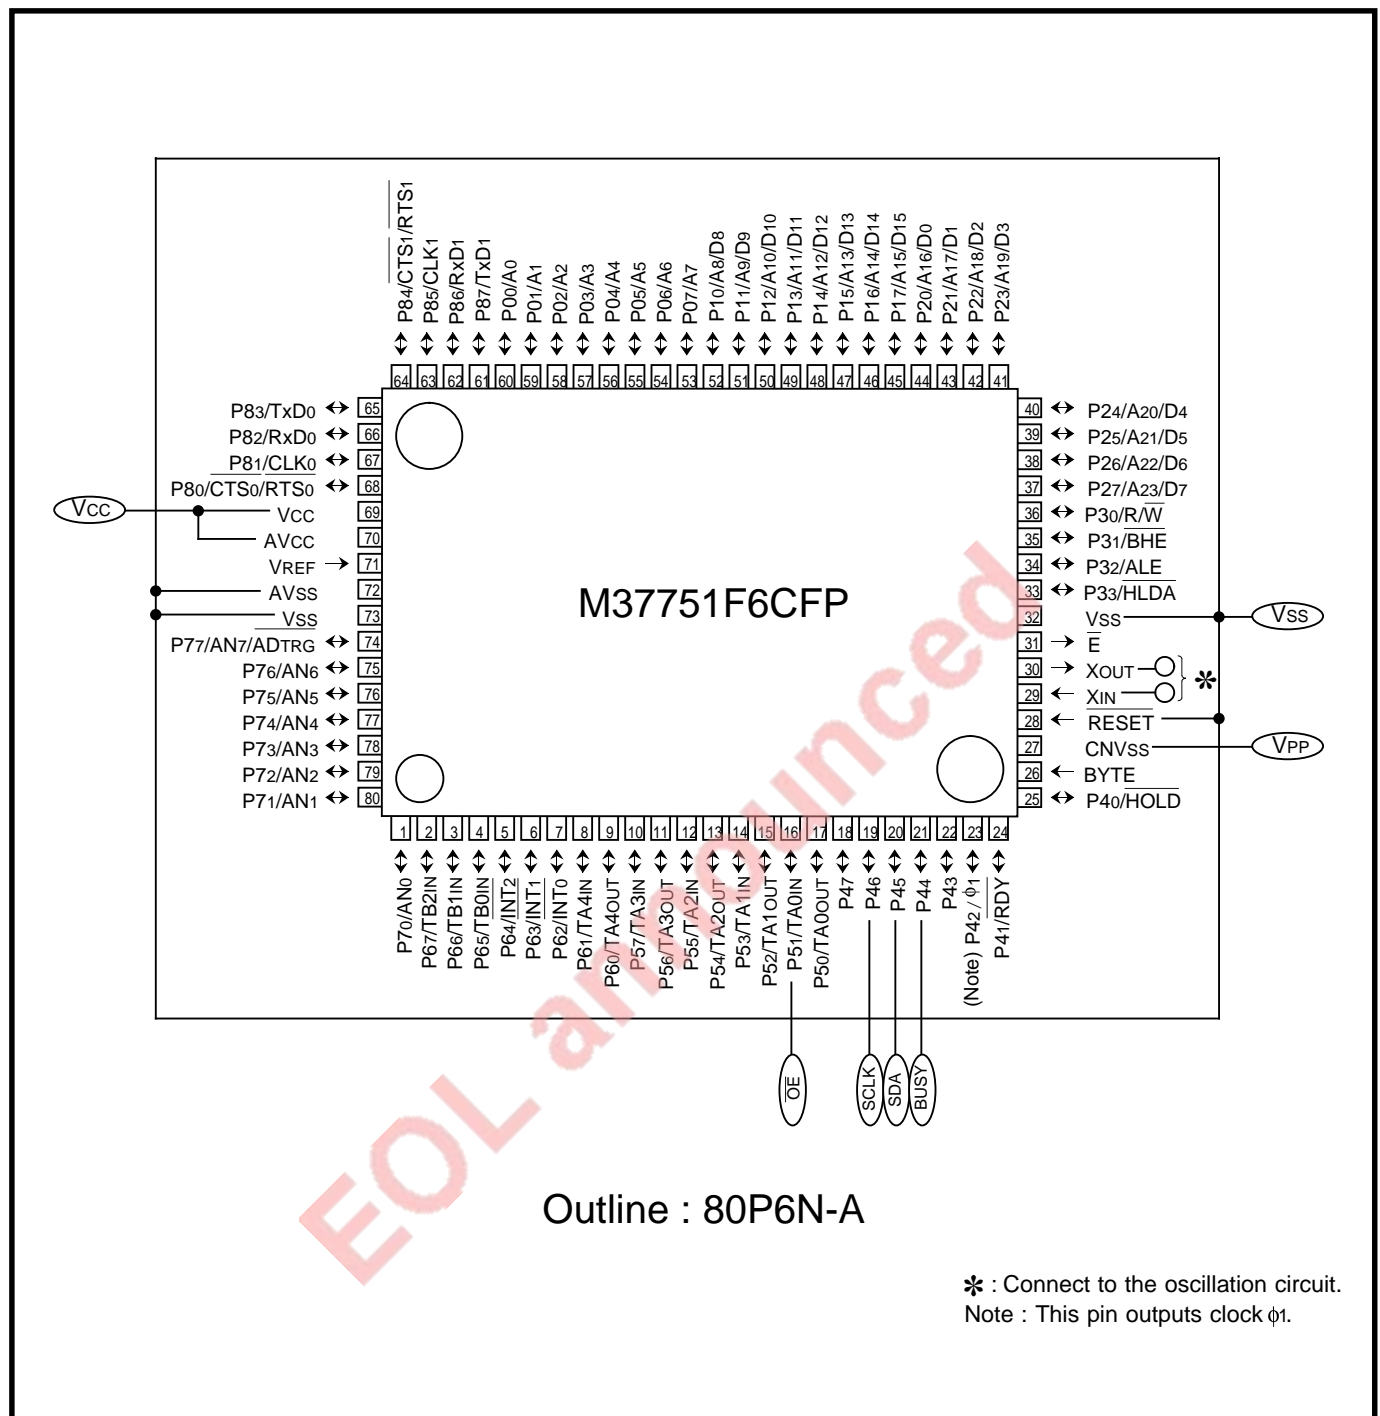 P84/CTS1/RTS1
P85/CLK1
P86/RxD1
P87/TxD1
P00/A0
P01/A1
P02/A2
P03/A3
P04/A4
P05/A5
P06/A6
P07/A7
P10/A8/D8
P11/A9/D9
P12/A10/D10
P13/A11/D11
P14/A12/D12
P15/A13/D13
P16/A14/D14
P17/A15/D15
P20/A16/D0
P21/A17/D1
P22/A18/D2
P23/A19/D3
64 63 62 61 60 59 58 57 56 55 54 53 52 51 50 49 48 47 46 45 44 43 42 41
P83/TxD0 65
P82/RxD0 66
P81/CLK0 67
P80/CTS0/RTS0 68
VCC VCC 69
AVCC 70
VREF 71
AVSS 72
VSS 73
P77/AN7/ADTRG 74
P76/AN6 75
P75/AN5 76
P74/AN4 77
P73/AN3 78
P72/AN2 79
P71/AN1 80
M37751F6CFP
40 P24/A20/D4
39 P25/A21/D5
38 P26/A22/D6
37 P27/A23/D7
36 P30/R/W
35 P31/BHE
34 P32/ALE
33 P33/HLDA
32 VSS VSS
31 E
30 XOUT
29 XIN ✽
28 RESET
27 CNVSS VPP
26 BYTE
25 P40/HOLD
1 2 3 4 5 6 7 8 9 10 11 12 13 14 15 16 17 18 19 20 21 22 23 24
P70/AN0
P67/TB2IN
P66/TB1IN
P65/TB0IN
P64/INT2
P63/INT1
P62/INT0
P61/TA4IN
P60/TA4OUT
P57/TA3IN
P56/TA3OUT
P55/TA2IN
P54/TA2OUT
P53/TA1IN
P52/TA1OUT
P51/TA0IN
P50/TA0OUT
P47
P46
P45
P44
P43
(Note) P42 / ϕ1
P41/RDY
OE
SCLK
SDA
BUSY
EOL announced
Outline : 80P6N-A
✽ : Connect to the oscillation circuit.
Note : This pin outputs clock ϕ1.